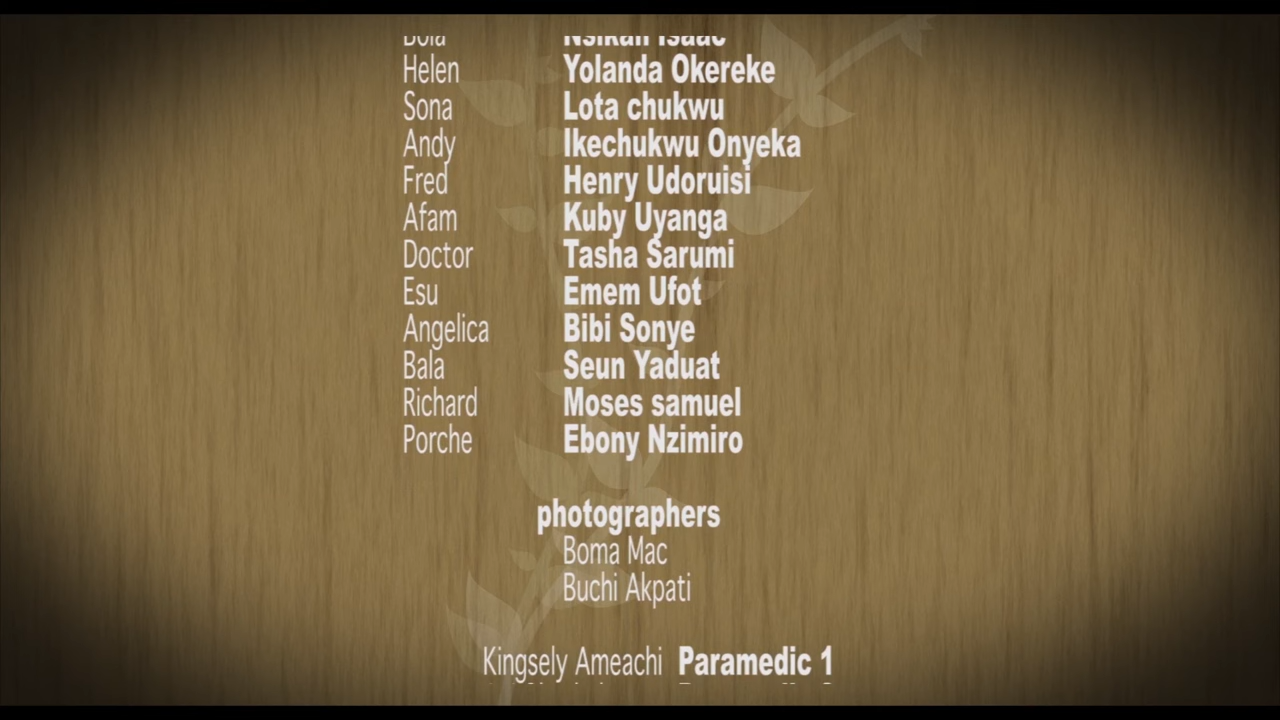 Nsikan Isaac
Helen Yolanda Okereke
Sona Lota chukwu
Andy Ikechukwu Onyeka
Fred Henry Udoruisi
Afam Kuby Uyanga
Doctor Tasha Sarumi
Esu Emem Ufot
Angelica Bibi Sonye
Bala Seun Yaduat
Richard Moses samuel
Porche Ebony Nzimiro
photographers
Boma Mac
Buchi Akpati
Kingsely Ameachi Paramedic 1